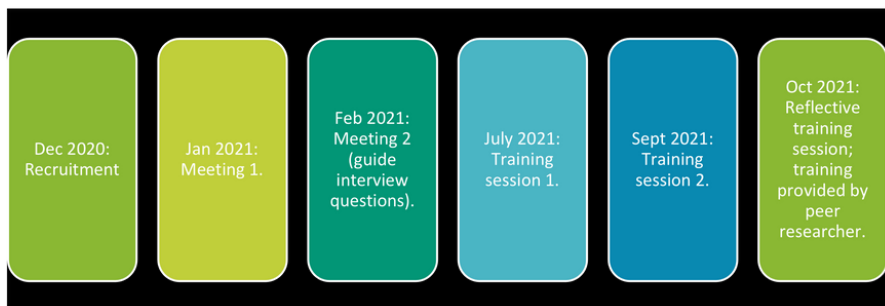 Dec 2020:
Recruitment
Jan 2021:
Meeting 1.
Feb 2021:
Meeting 2
(guide
interview
questions).
July 2021:
Training
session 1.
Sept 2021:
Training
session 2.
Oct 2021:
Reflective
training
session;
training
provided by
peer
researcher.